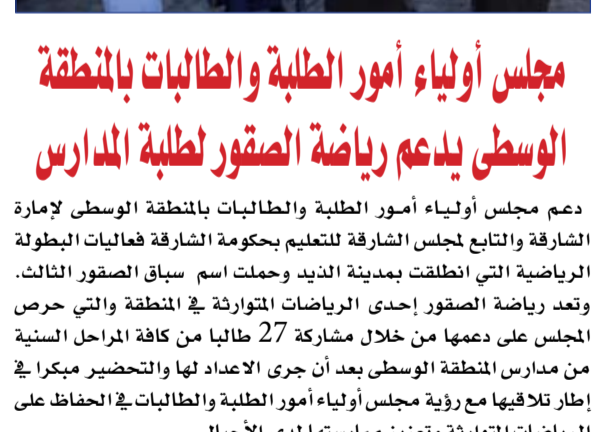 مجلس أولياء أمور الطلبة والطالبات بالمنطقة
الوسطى يدعم رياضة الصقور لطلبة المدارس
دعم مجلس أولياء أمور الطلبة والطالبات بالمنطقة الوسطى لإمارة
الشارقة والتابع لمجلس الشارقة للتعليم بحكومة الشارقة فعاليات البطولة
الرياضية التي انطلقت بمدينة الذيد وحملت اسم سباق الصقور الثالث.
وتعد رياضة الصقور إحدى الرياضات المتوارثة في المنطقة والتي حرص
المجلس على دعمها من خلال مشاركة 27 طالبا من كافة المراحل السنية
من مدارس المنطقة الوسطى بعد أن جرى الاعداد لها والتحضير مبكرا في
إطار تلاقيها مع رؤية مجلس أولياء أمور الطلبة والطالبات في الحفاظ على